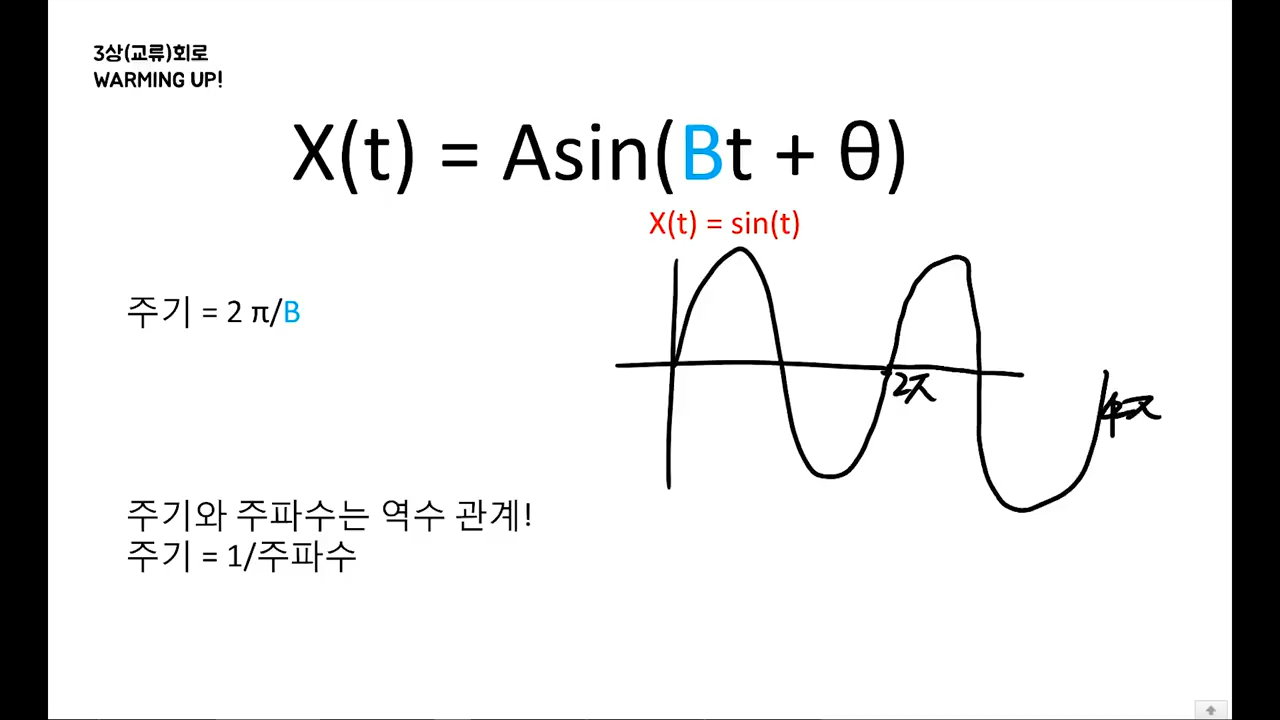 3상(교류)회로
WARMING UP!
X(t) = Asin(Bt + θ)
X(t) = sin(t)
주기 = 2 π/B
2π
4π
주기와 주파수는 역수 관계!
주기 = 1/주파수